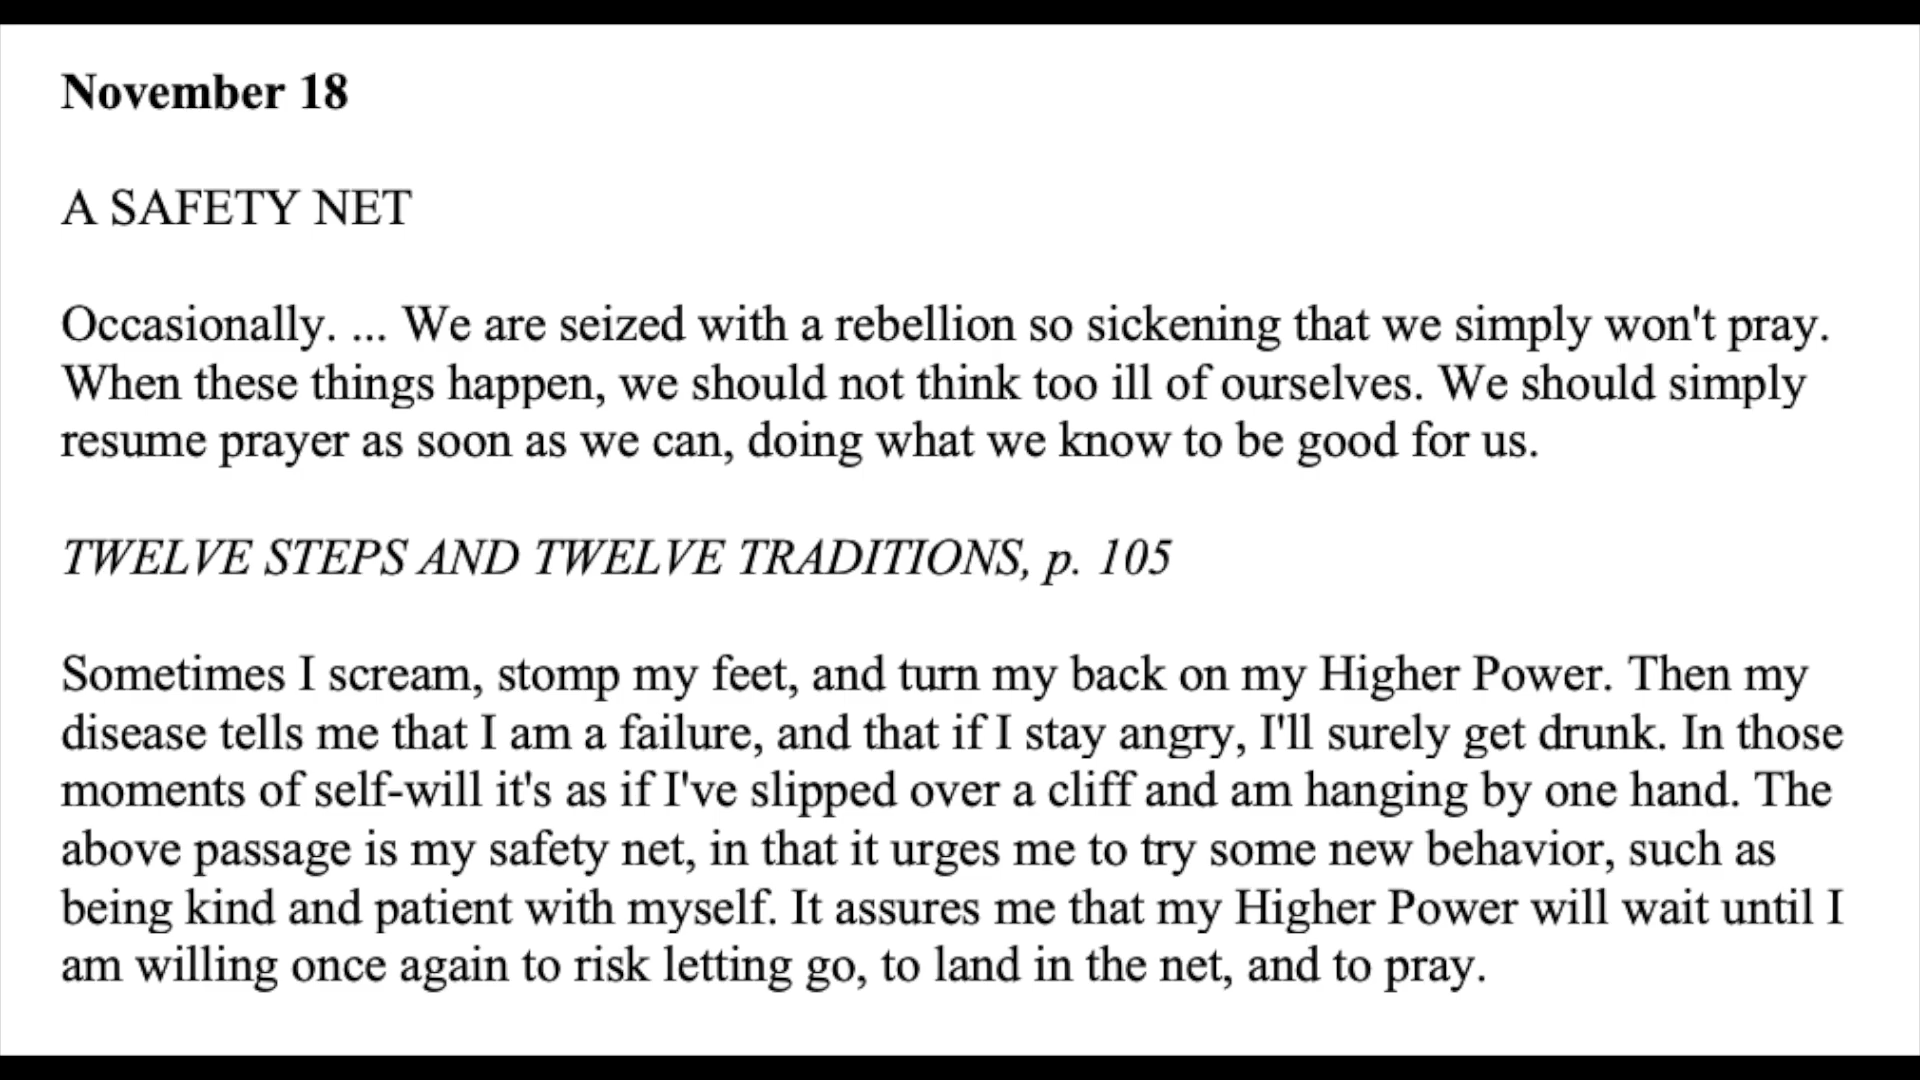 November 18
A SAFETY NET
Occasionally. ... We are seized with a rebellion so sickening that we simply won't pray.
When these things happen, we should not think too ill of ourselves. We should simply
resume prayer as soon as we can, doing what we know to be good for us.
TWELVE STEPS AND TWELVE TRADITIONS, p. 105
Sometimes I scream, stomp my feet, and turn my back on my Higher Power. Then my
disease tells me that I am a failure, and that if I stay angry, I'll surely get drunk. In those
moments of self-will it's as if I've slipped over a cliff and am hanging by one hand. The
above passage is my safety net, in that it urges me to try some new behavior, such as
being kind and patient with myself. It assures me that my Higher Power will wait until I
am willing once again to risk letting go, to land in the net, and to pray.